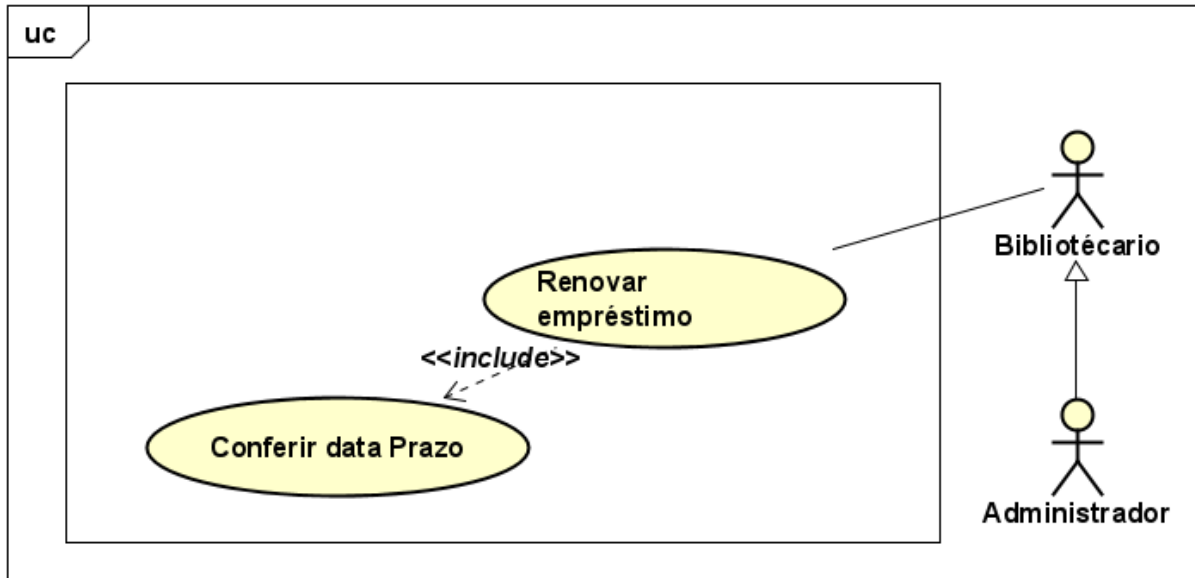 uc
Bibliotécario
Renovar
empréstimo
<<include>>
Conferir data Prazo
Administrador